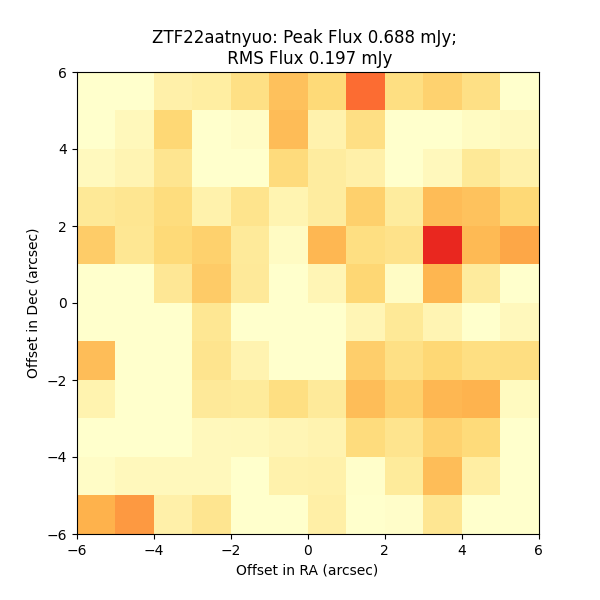 ZTF22aatnyuo: Peak Flux 0.688 mJy;
RMS Flux 0.197 mJy
6
4
2
0
−2
−4
−6
Offset in Dec (arcsec)
−6 −4 −2 0 2 4 6
Offset in RA (arcsec)